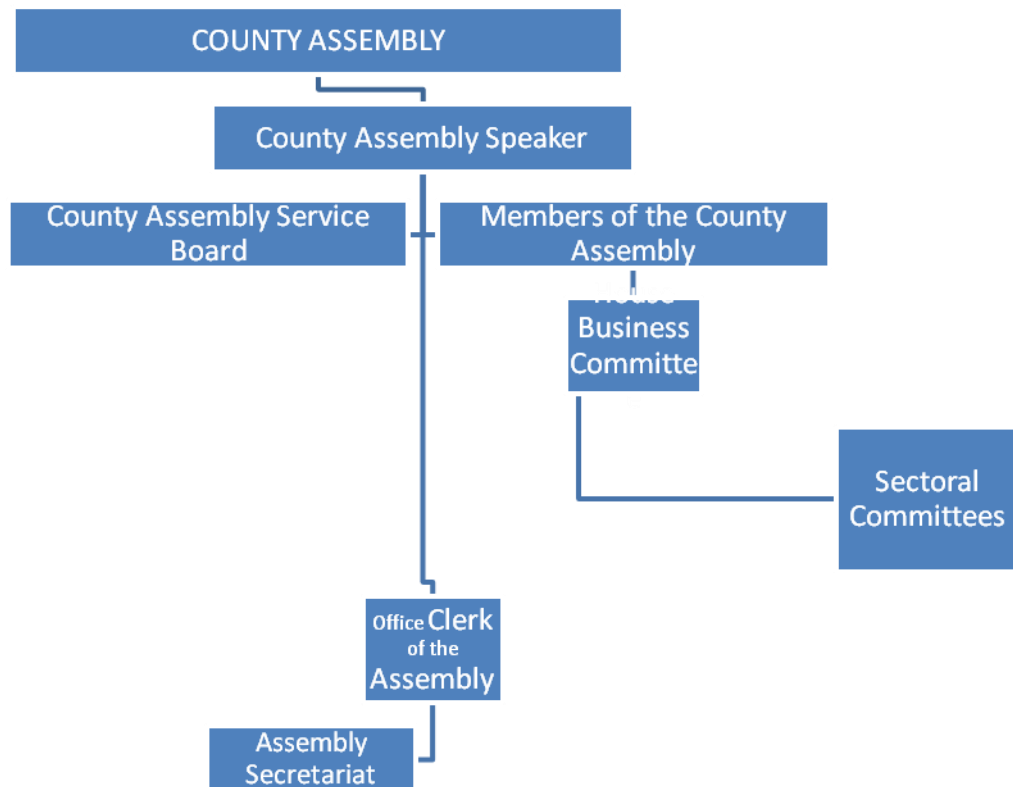 COUNTY ASSEMBLY
County Assembly Speaker
County Assembly Service
Board
Members of the County
Assembly
House
Business
Committe
Sectoral
Committees
Office Clerk
of the
Assembly
Assembly
Secretariat